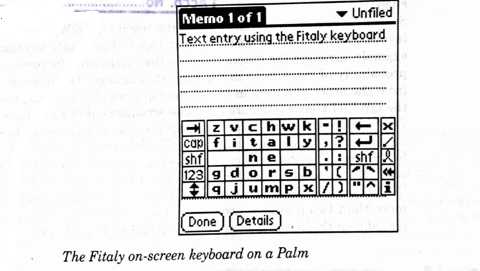 Memo 1 of 1 Unfiled
Text entry using the Fitaly keyboard
z v c h w k - !
cap f i t a l y , ?
shf n e . : shf
123 g d o r s b ' (
q j u m p x / ) " ^ i
Done Details
The Fitaly on-screen keyboard on a Palm